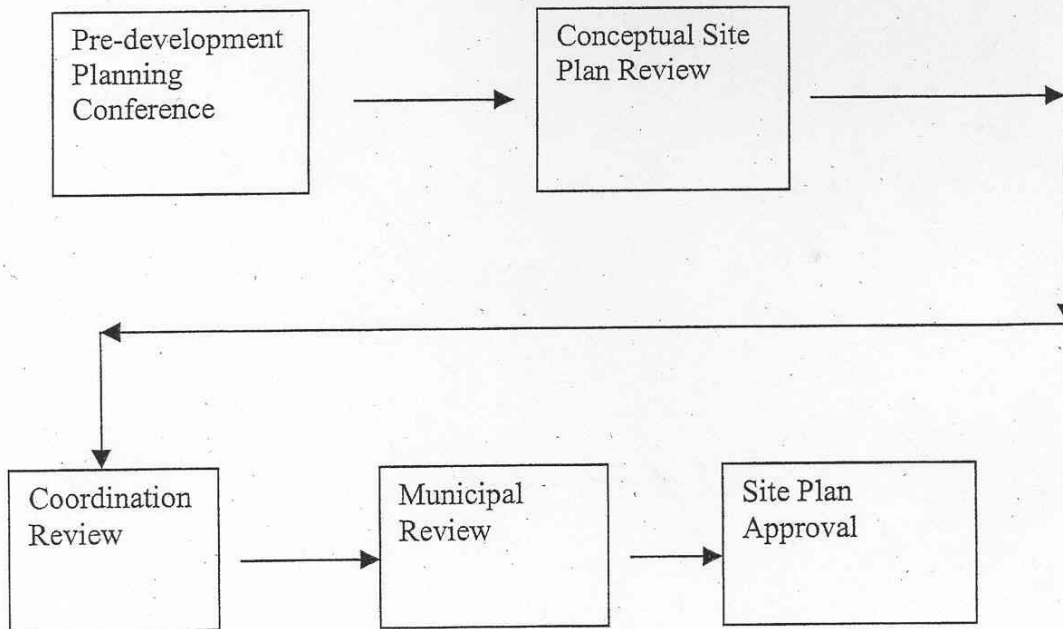 Pre-development
Planning
Conference
Conceptual Site
Plan Review
Coordination
Review
Municipal
Review
Site Plan
Approval